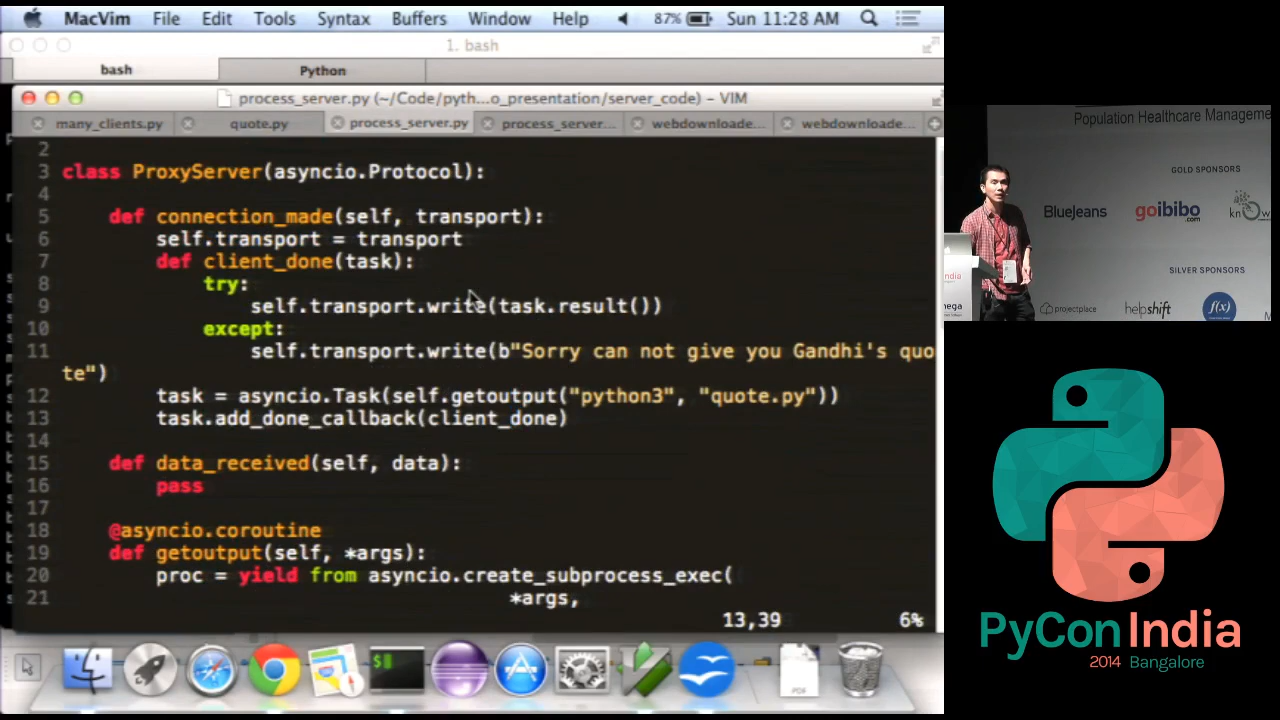 MacVim File Edit Tools Syntax Buffers Window Help 87% Sun 11:28 AM
1. bash
bash Python
process_server.py (~/Code/pyth...o_presentation/server_code) – VIM
many_clients.py quote.py process_server.py process_server... webdownloade... webdownloade...
2
3 class ProxyServer(asyncio.Protocol):
4
5     def connection_made(self, transport):
6         self.transport = transport
7         def client_done(task):
8             try:
9                 self.transport.write(task.result())
10             except:
11                 self.transport.write(b"Sorry can not give you Gandhi's quo
te")
12         task = asyncio.Task(self.getoutput("python3", "quote.py"))
13         task.add_done_callback(client_done)
14
15     def data_received(self, data):
16         pass
17
18     @asyncio.coroutine
19     def getoutput(self, *args):
20         proc = yield from asyncio.create_subprocess_exec(
21                                       *args,
13,39 6%
PDF
Population Healthcare Manageme
GOLD SPONSORS
BlueJeans goibibo.com
SILVER SPONSORS
projectplace helpshift f(x)
PyCon India
2014 Bangalore